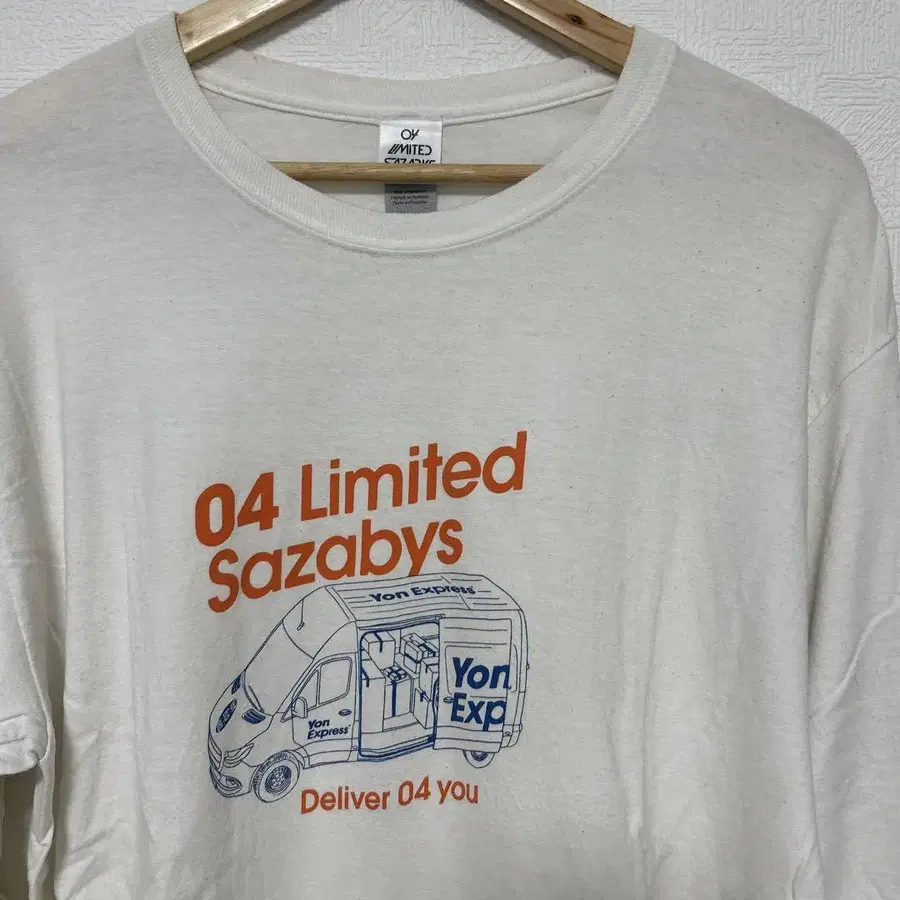 04
LIMITED
04 Limited
Sazabys
Yon Express
Yon
Exp
Yon
Express
Deliver 04 you